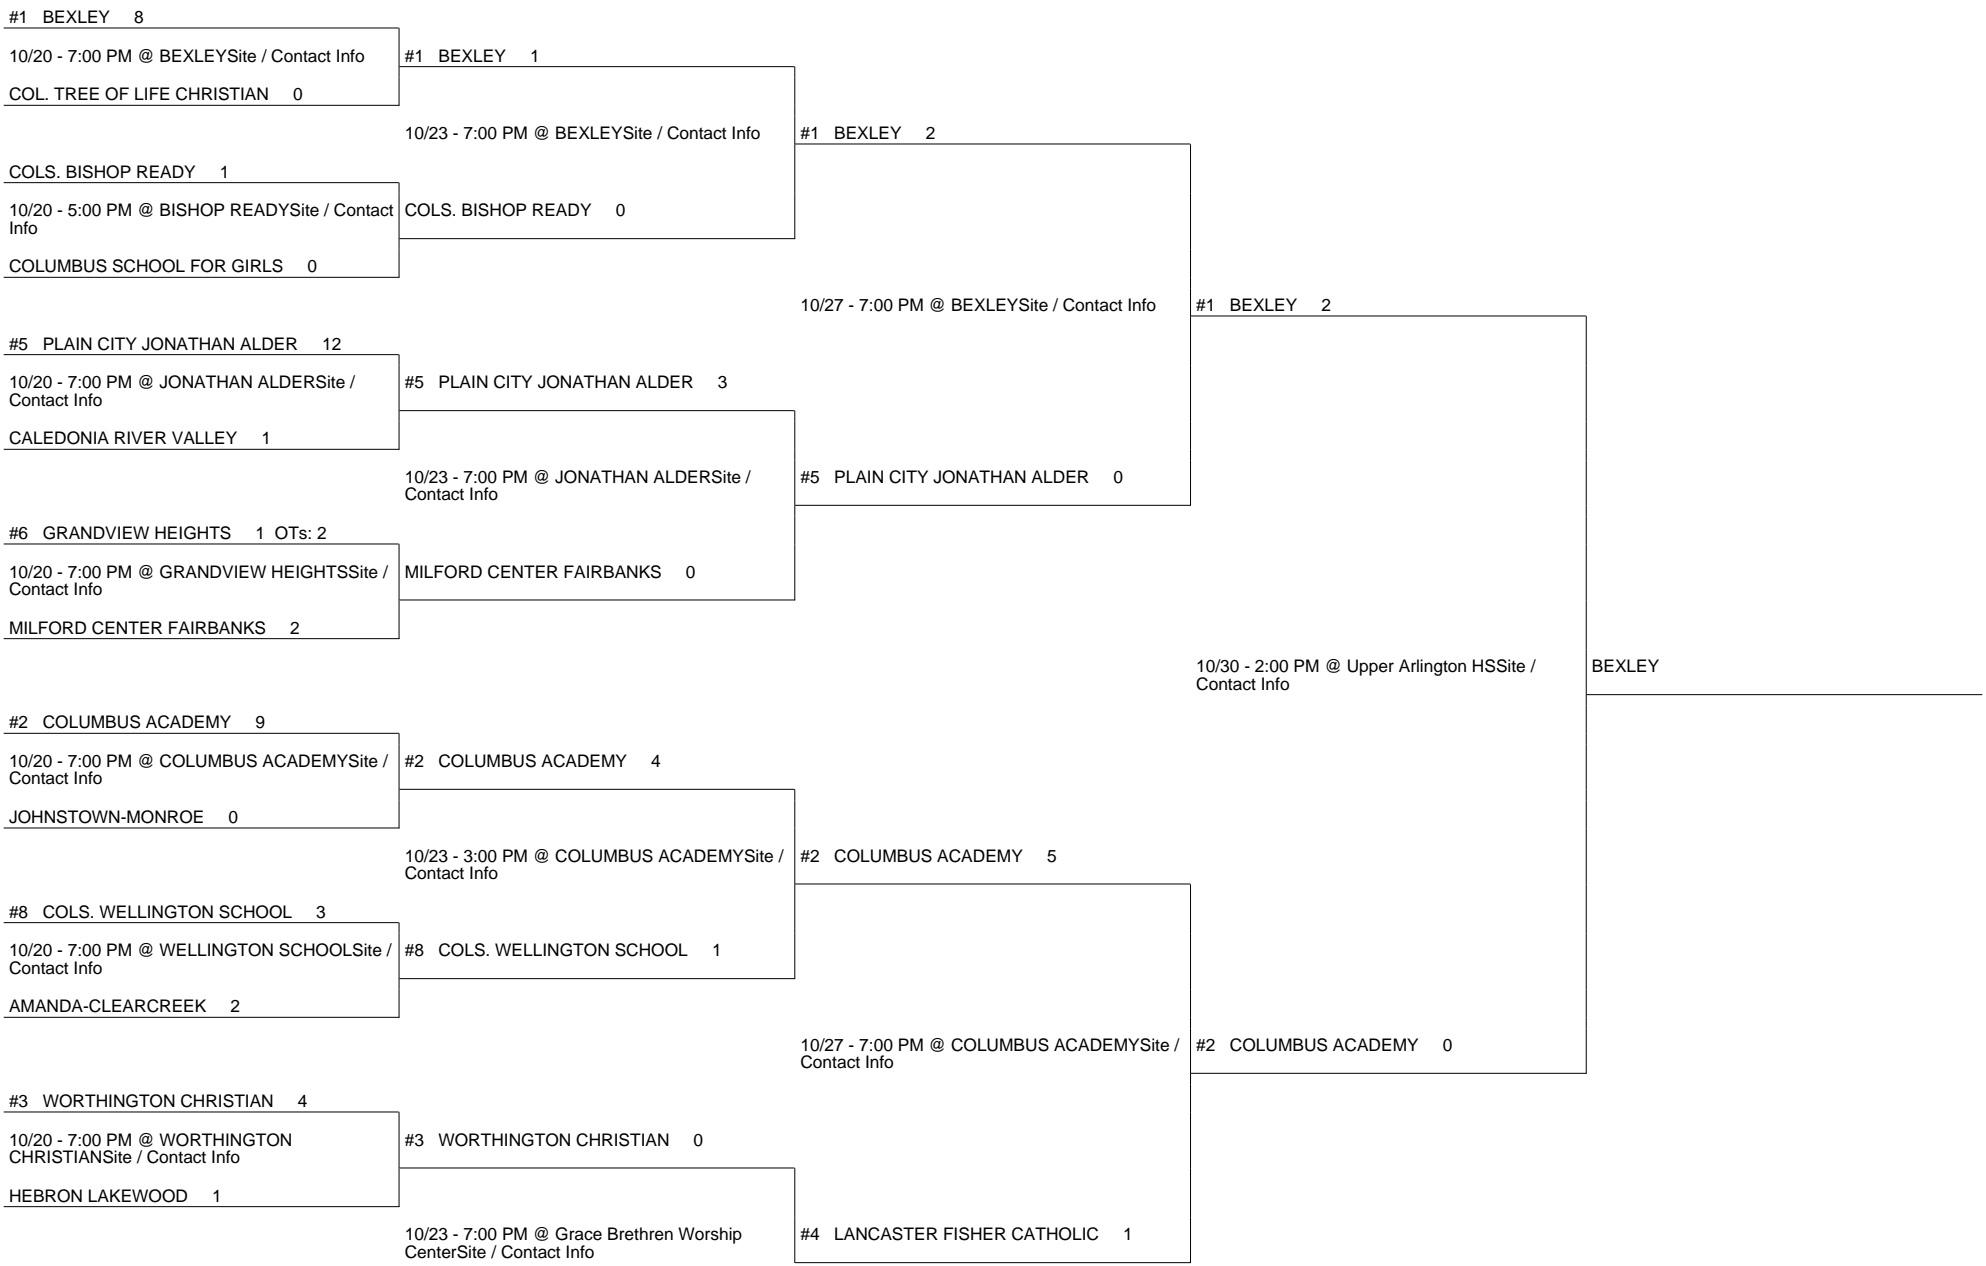 #1 BEXLEY 8
10/20 - 7:00 PM @ BEXLEYSite / Contact Info
COL. TREE OF LIFE CHRISTIAN 0
#1 BEXLEY 1
10/23 - 7:00 PM @ BEXLEYSite / Contact Info
COLS. BISHOP READY 1
10/20 - 5:00 PM @ BISHOP READYSite / Contact
Info
COLUMBUS SCHOOL FOR GIRLS 0
COLS. BISHOP READY 0
#1 BEXLEY 2
10/27 - 7:00 PM @ BEXLEYSite / Contact Info
#5 PLAIN CITY JONATHAN ALDER 12
10/20 - 7:00 PM @ JONATHAN ALDERSite /
Contact Info
CALEDONIA RIVER VALLEY 1
#5 PLAIN CITY JONATHAN ALDER 3
10/23 - 7:00 PM @ JONATHAN ALDERSite /
Contact Info
#6 GRANDVIEW HEIGHTS 1 OTs: 2
10/20 - 7:00 PM @ GRANDVIEW HEIGHTSSite /
Contact Info
MILFORD CENTER FAIRBANKS 2
MILFORD CENTER FAIRBANKS 0
#5 PLAIN CITY JONATHAN ALDER 0
#1 BEXLEY 2
10/30 - 2:00 PM @ Upper Arlington HSSite /
Contact Info
BEXLEY
#2 COLUMBUS ACADEMY 9
10/20 - 7:00 PM @ COLUMBUS ACADEMYSite /
Contact Info
JOHNSTOWN-MONROE 0
#2 COLUMBUS ACADEMY 4
10/23 - 3:00 PM @ COLUMBUS ACADEMYSite /
Contact Info
#8 COLS. WELLINGTON SCHOOL 3
10/20 - 7:00 PM @ WELLINGTON SCHOOLSite /
Contact Info
AMANDA-CLEARCREEK 2
#8 COLS. WELLINGTON SCHOOL 1
#2 COLUMBUS ACADEMY 5
10/27 - 7:00 PM @ COLUMBUS ACADEMYSite /
Contact Info
#2 COLUMBUS ACADEMY 0
#3 WORTHINGTON CHRISTIAN 4
10/20 - 7:00 PM @ WORTHINGTON
CHRISTIANSite / Contact Info
HEBRON LAKEWOOD 1
#3 WORTHINGTON CHRISTIAN 0
10/23 - 7:00 PM @ Grace Brethren Worship
CenterSite / Contact Info
#4 LANCASTER FISHER CATHOLIC 1